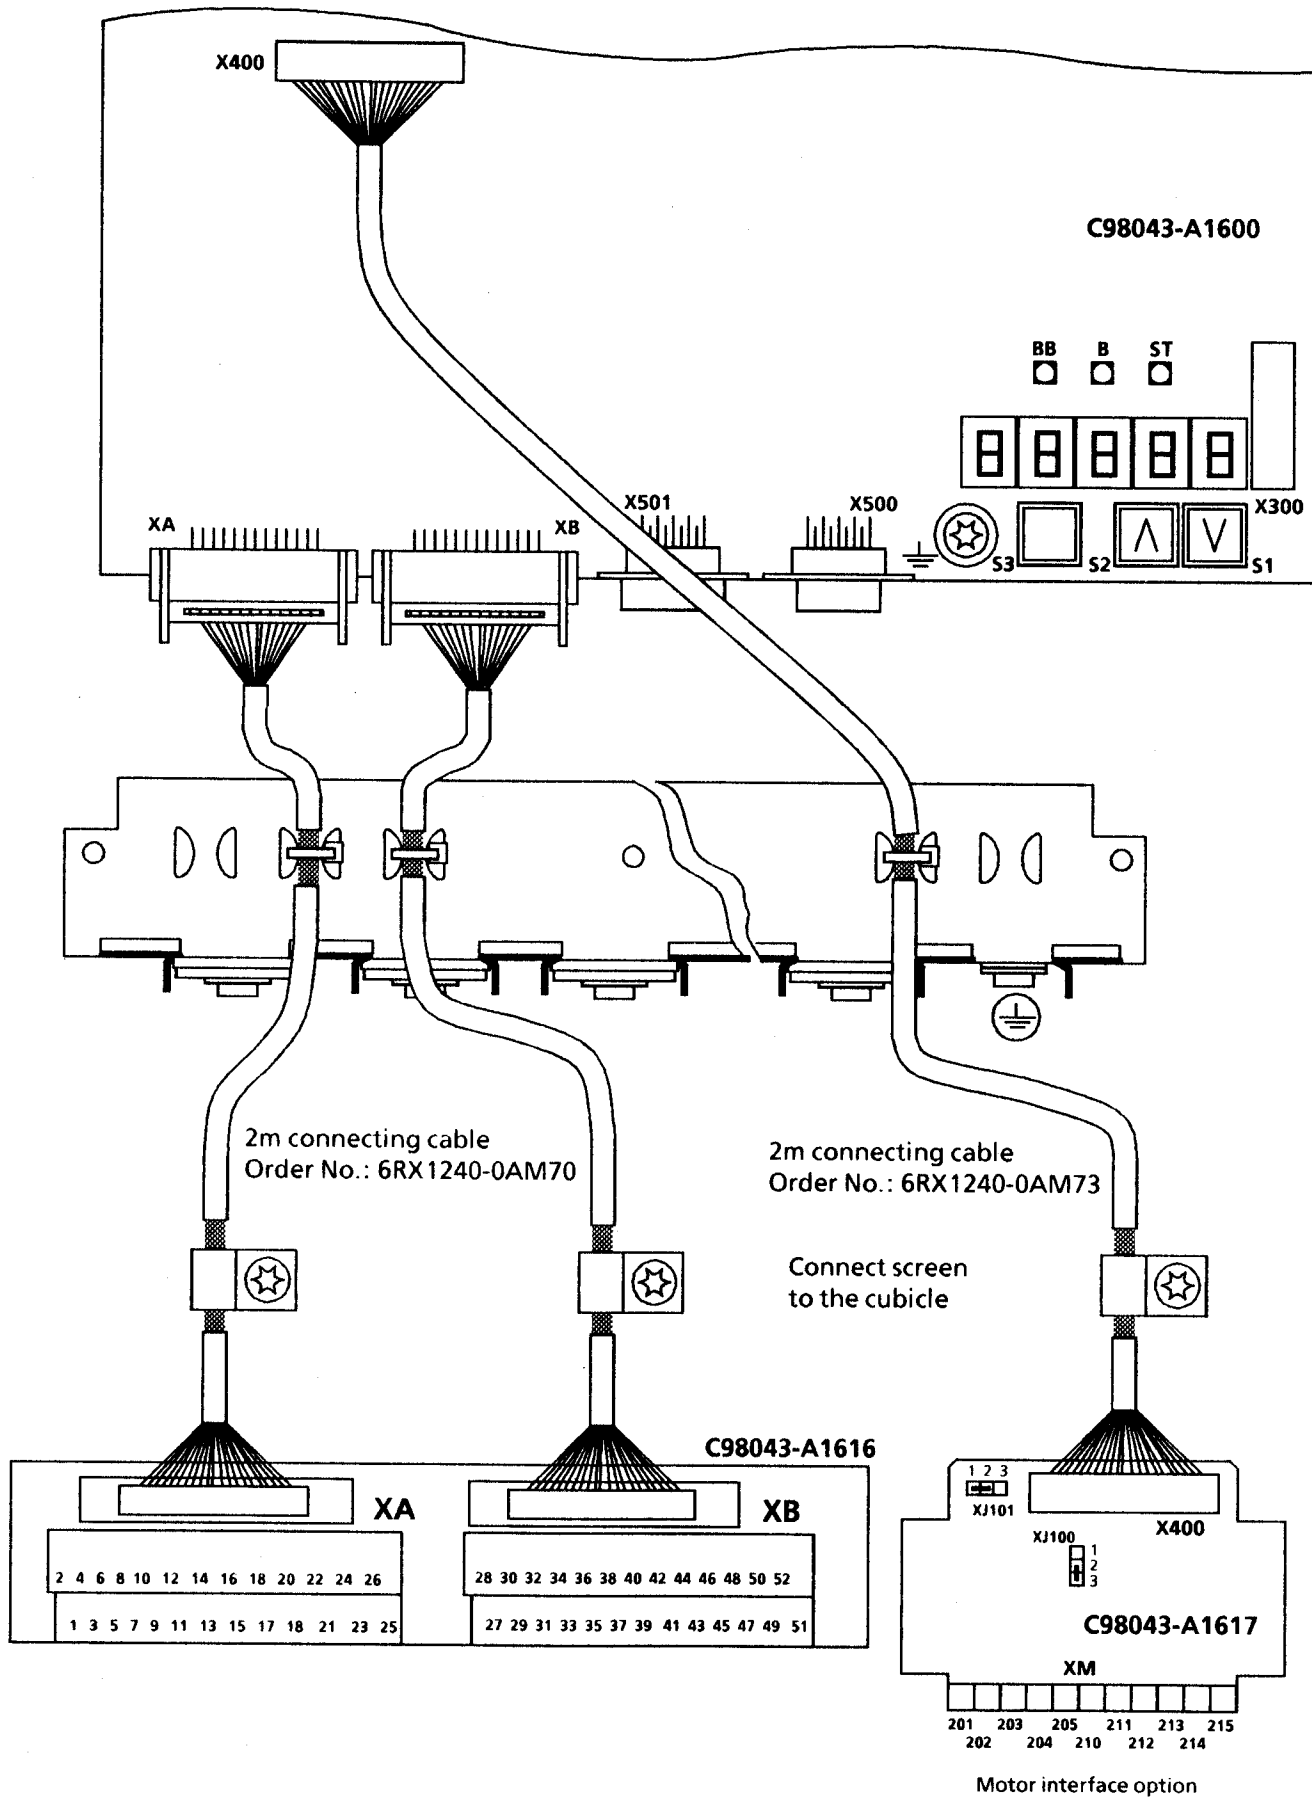 X400
C98043-A1600
BB B ST
X300
XA XB X501 X500
S3 S2 S1
2m connecting cable
Order No.: 6RX1240-0AM70
2m connecting cable
Order No.: 6RX1240-0AM73
Connect screen
to the cubicle
C98043-A1616
XA XB
2 4 6 8 10 12 14 16 18 20 22 24 26
1 3 5 7 9 11 13 15 17 18 21 23 25
28 30 32 34 36 38 40 42 44 46 48 50 52
27 29 31 33 35 37 39 41 43 45 47 49 51
1 2 3
XJ101
X400
XJ100
1
2
3
C98043-A1617
XM
201 203 205 211 213 215
202 204 210 212 214
Motor interface option